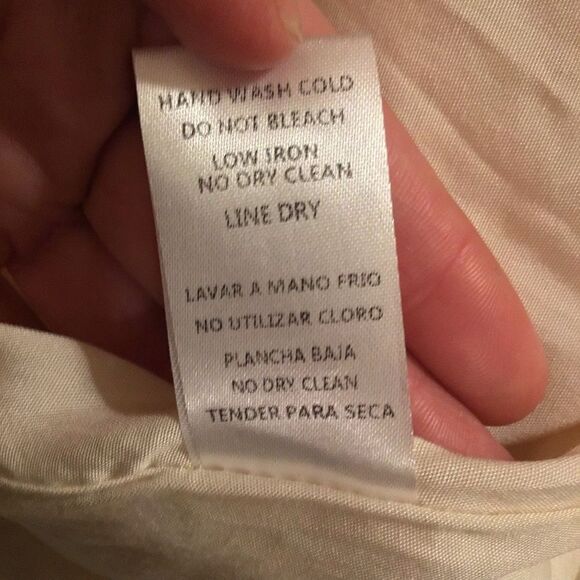 HAND WASH COLD
DO NOT BLEACH
LOW IRON
NO DRY CLEAN
LINE DRY
LAVAR A MANO FRIO
NO UTILIZAR CLORO
PLANCHA BAJA
NO DRY CLEAN
TENDER PARA SECA